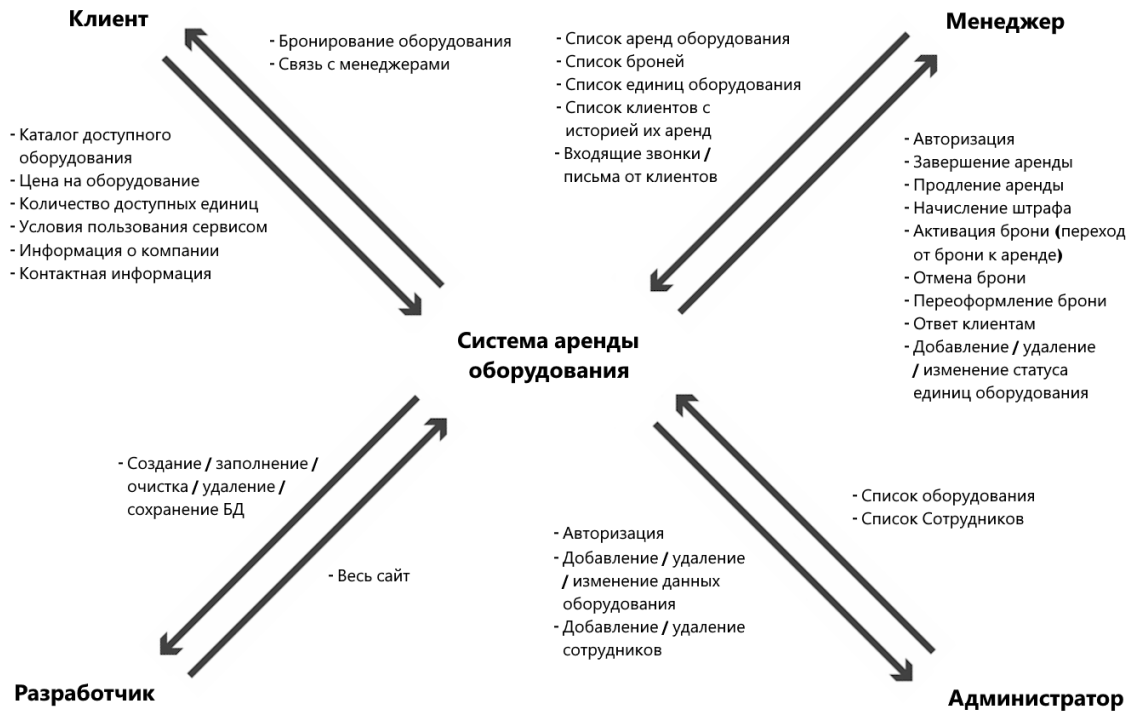 Клиент
- Бронирование оборудования
- Связь с менеджерами
- Каталог доступного
оборудования
- Цена на оборудование
- Количество доступных единиц
- Условия пользования сервисом
- Информация о компании
- Контактная информация
Менеджер
- Список аренд оборудования
- Список броней
- Список единиц оборудования
- Список клиентов с
историей их аренд
- Входящие звонки /
письма от клиентов
- Авторизация
- Завершение аренды
- Продление аренды
- Начисление штрафа
- Активация брони (переход
от брони к аренде)
- Отмена брони
- Переоформление брони
- Ответ клиентам
- Добавление / удаление
/ изменение статуса
единиц оборудования
Система аренды
оборудования
- Создание / заполнение /
очистка / удаление /
сохранение БД
- Весь сайт
Разработчик
- Авторизация
- Добавление / удаление
/ изменение данных
оборудования
- Добавление / удаление
сотрудников
- Список оборудования
- Список Сотрудников
Администратор